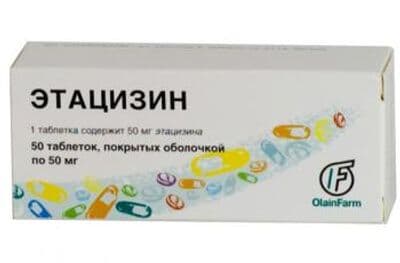 ЭТАЦИЗИН
1 таблетка содержит 50 мг этацизина
50 таблеток, покрытых оболочкой
по 50 мг
OlainFarm